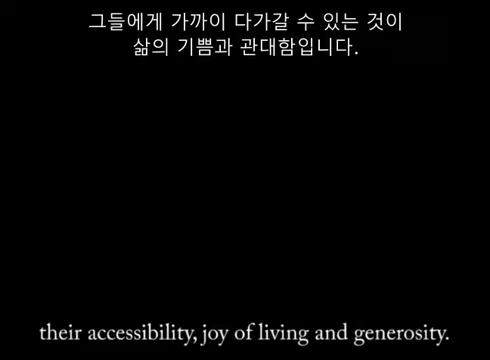 그들에게 가까이 다가갈 수 있는 것이
삶의 기쁨과 관대함입니다.
their accessibility, joy of living and generosity.